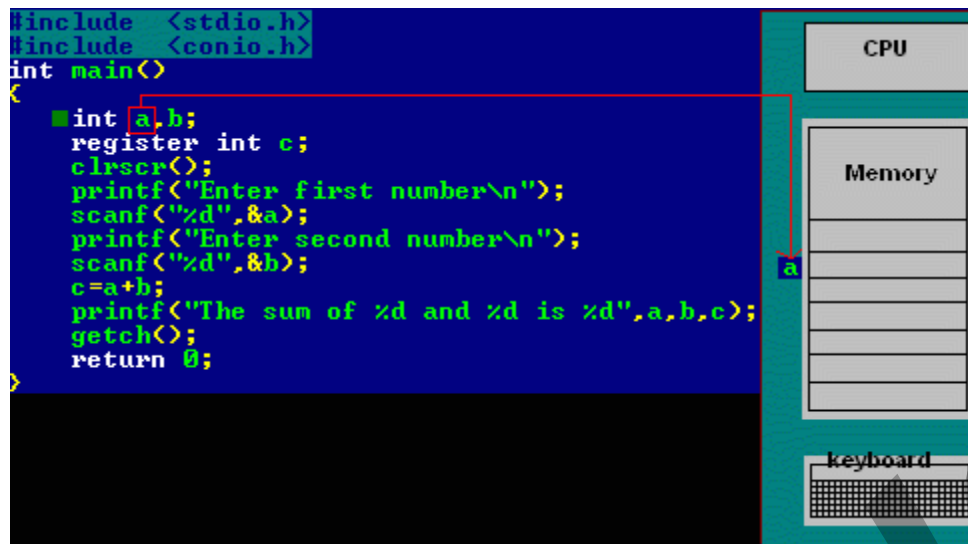 #include <stdio.h>
#include <conio.h>
int main()
{
int a,b;
register int c;
clrscr();
printf("Enter first number\n");
scanf("%d",&a);
printf("Enter second number\n");
scanf("%d",&b);
c=a+b;
printf("The sum of %d and %d is %d",a,b,c);
getch();
return 0;
}
CPU
Memory
a
keyboard